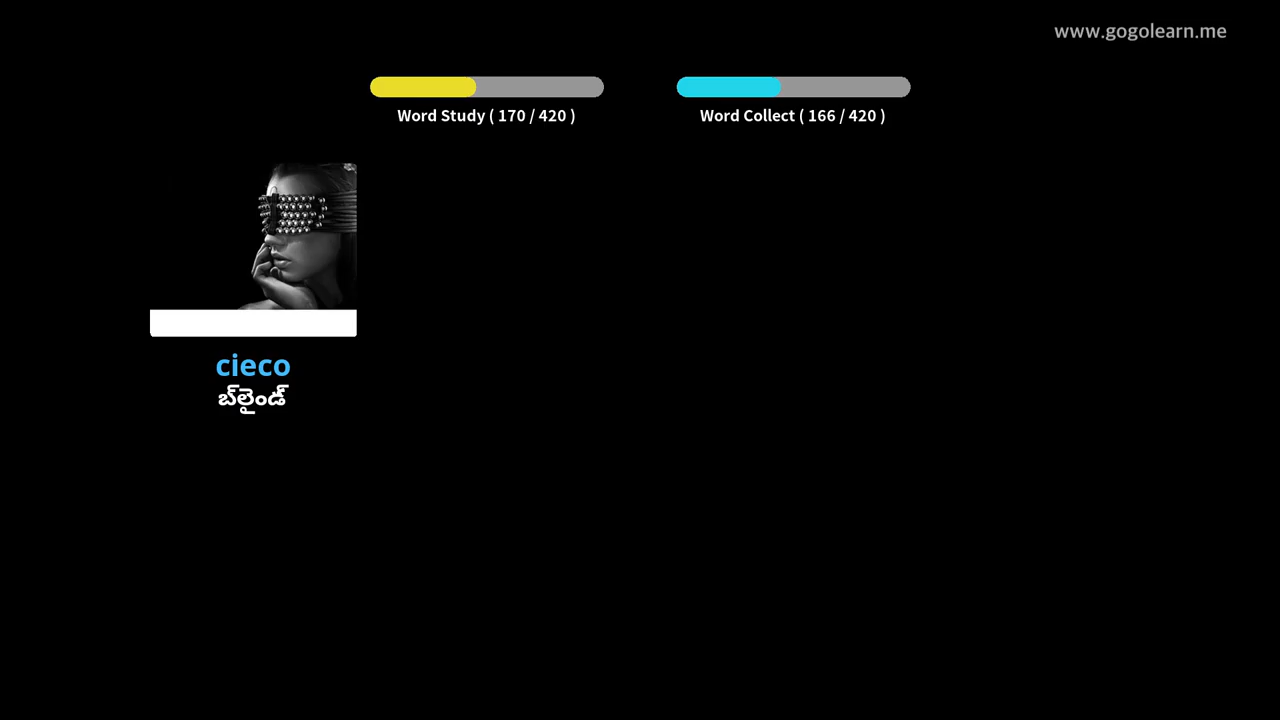 www.gogolearn.me
Word Study ( 170 / 420 )
Word Collect ( 166 / 420 )
cieco
బ్‌లైండ్